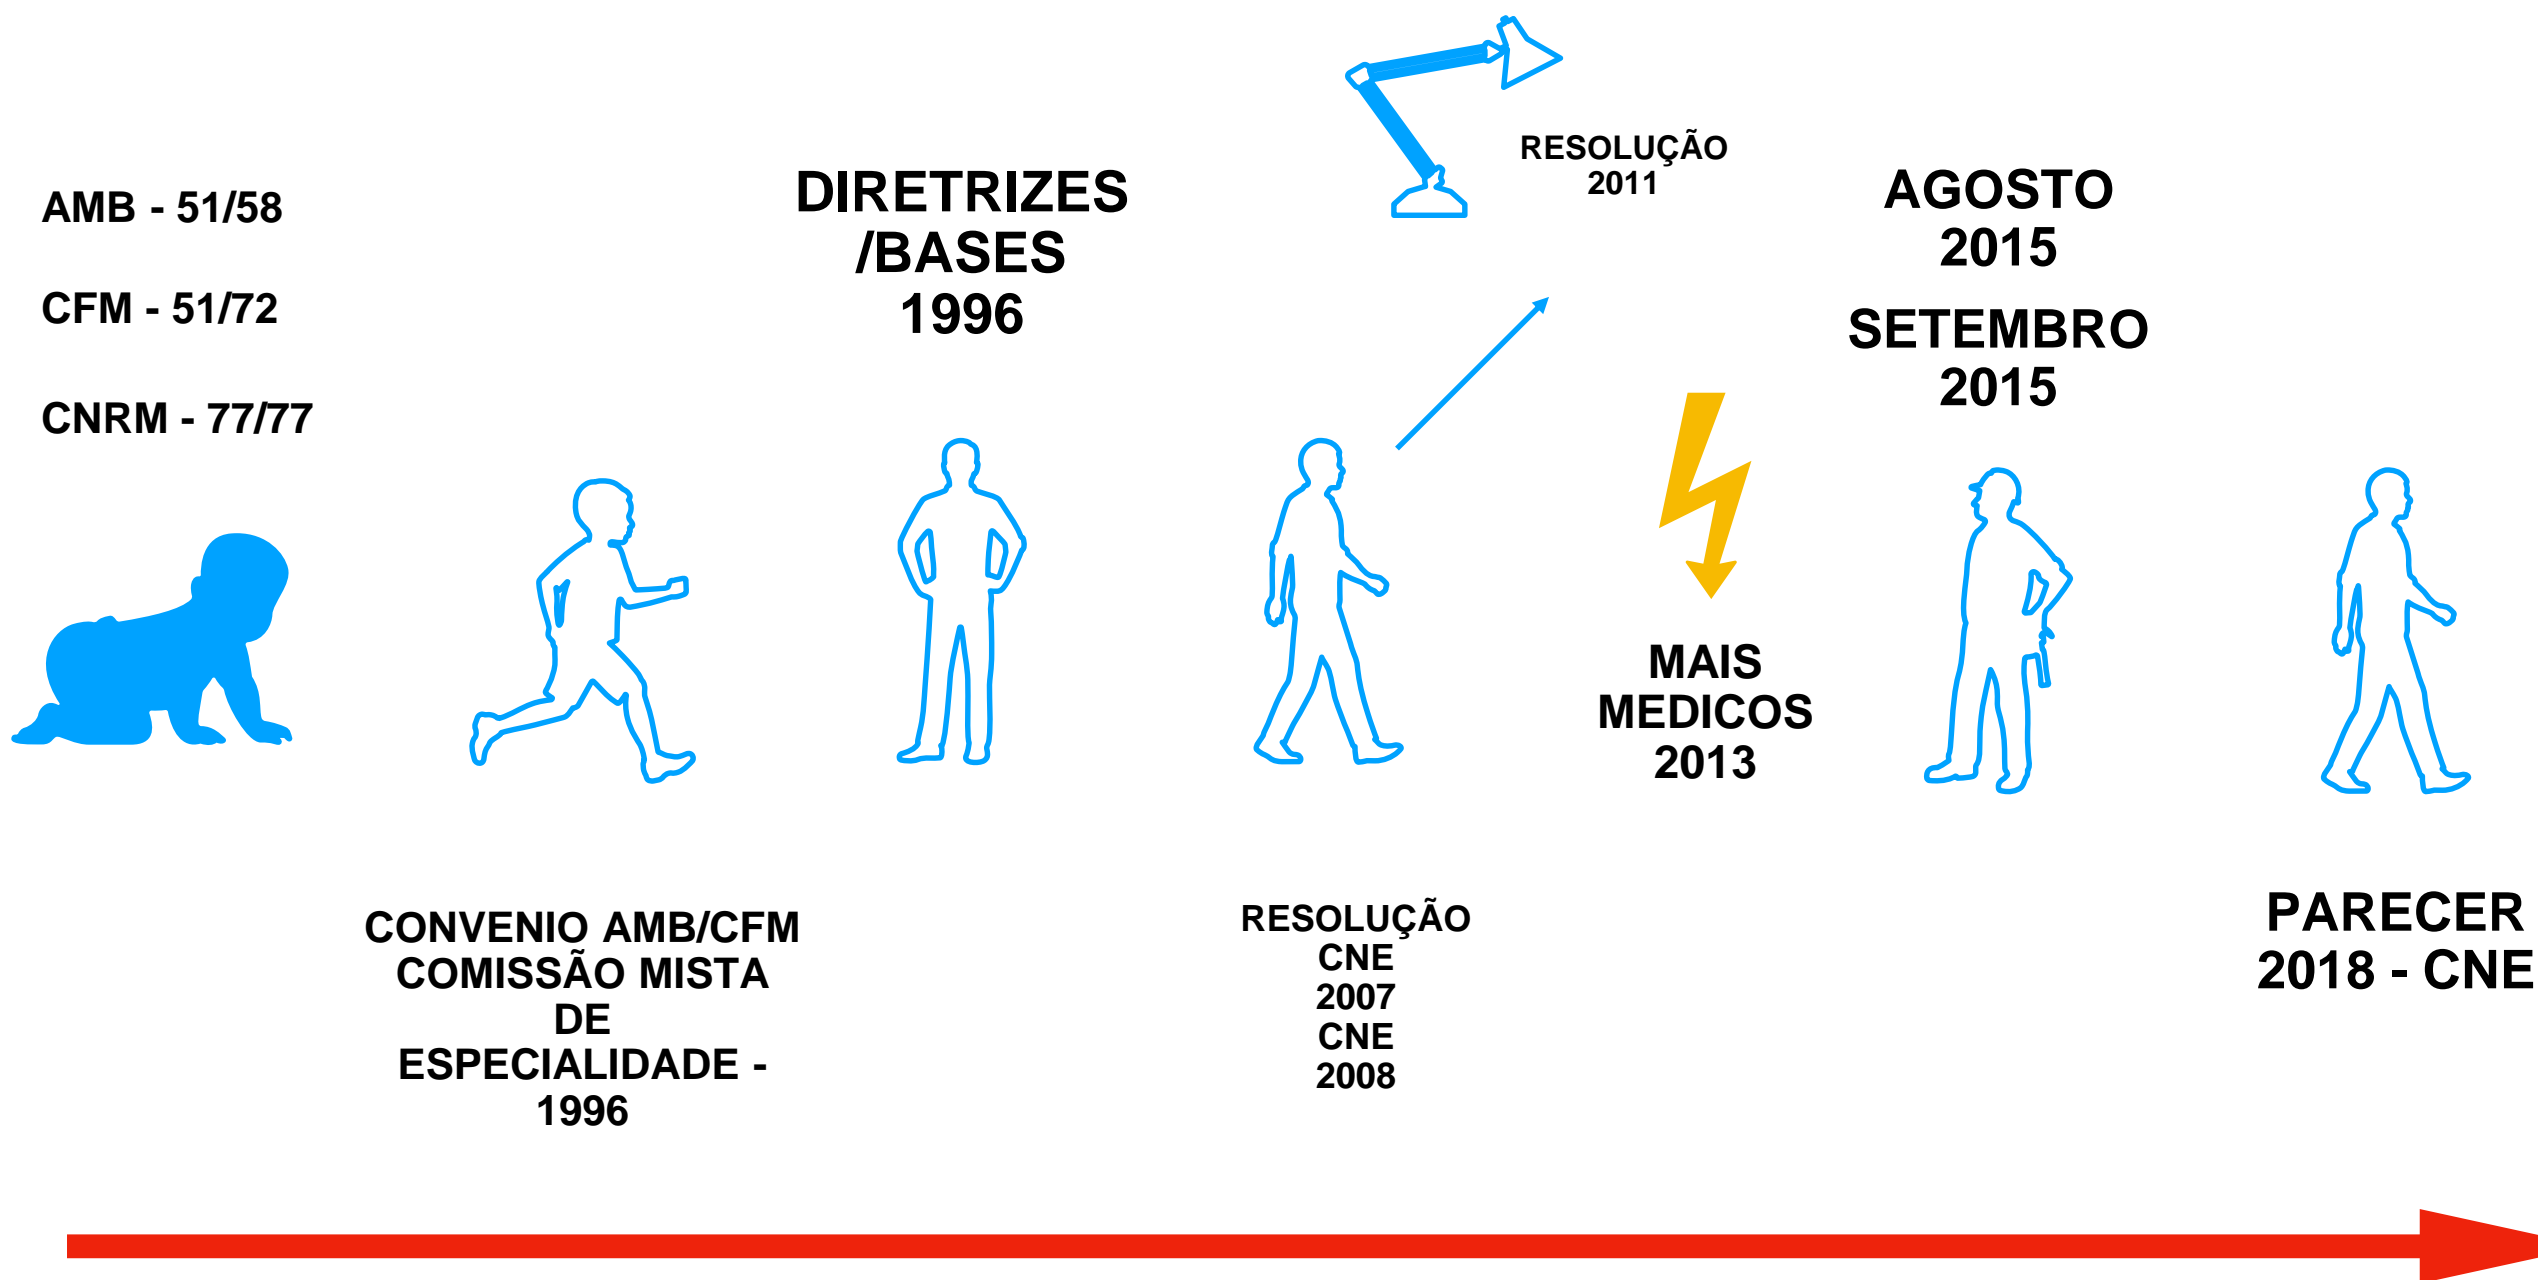 AMB - 51/58
CFM - 51/72
CNRM - 77/77
CONVENIO AMB/CFM
COMISSÃO MISTA
DE
ESPECIALIDADE -
1996
DIRETRIZES
/BASES
1996
RESOLUÇÃO
CNE
2007
CNE
2008
RESOLUÇÃO
2011
MAIS
MEDICOS
2013
AGOSTO
2015
SETEMBRO
2015
PARECER
2018 - CNE